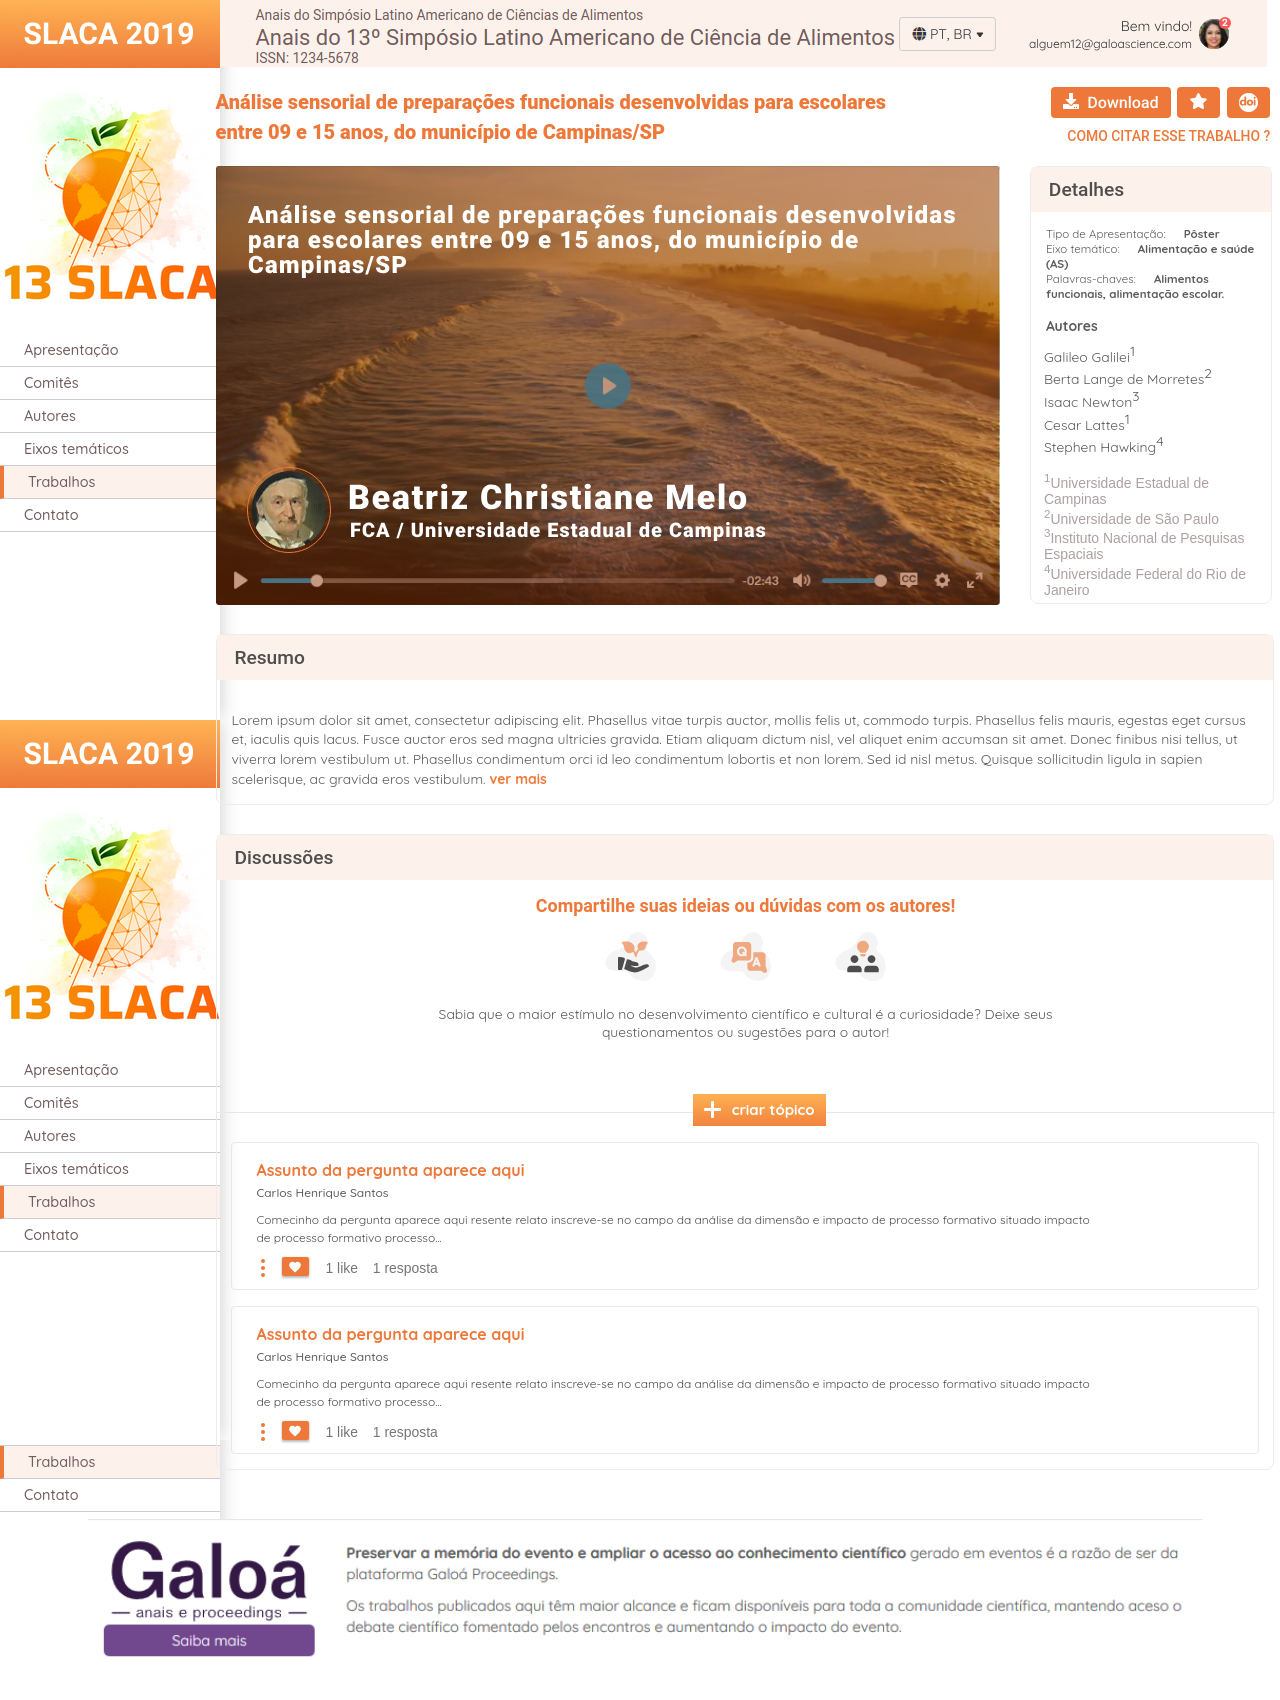 SLACA 2019
Anais do Simpósio Latino Americano de Ciências de Alimentos
Anais do 13º Simpósio Latino Americano de Ciência de Alimentos
ISSN: 1234-5678
PT, BR
Bem vindo!
alguem12@galoascience.com
2
13 SLACA
Apresentação
Comitês
Autores
Eixos temáticos
Trabalhos
Contato
Análise sensorial de preparações funcionais desenvolvidas para escolares
entre 09 e 15 anos, do município de Campinas/SP
Download
doi
COMO CITAR ESSE TRABALHO ?
Análise sensorial de preparações funcionais desenvolvidas
para escolares entre 09 e 15 anos, do município de
Campinas/SP
Beatriz Christiane Melo
FCA / Universidade Estadual de Campinas
-02:43
CC
Detalhes
Tipo de Apresentação: Pôster
Eixo temático: Alimentação e saúde
(AS)
Palavras-chaves: Alimentos
funcionais, alimentação escolar.
Autores
Galileo Galilei1
Berta Lange de Morretes2
Isaac Newton3
Cesar Lattes1
Stephen Hawking4
1Universidade Estadual de
Campinas
2Universidade de São Paulo
3Instituto Nacional de Pesquisas
Espaciais
4Universidade Federal do Rio de
Janeiro
Resumo
Lorem ipsum dolor sit amet, consectetur adipiscing elit. Phasellus vitae turpis auctor, mollis felis ut, commodo turpis. Phasellus felis mauris, egestas eget cursus
et, iaculis quis lacus. Fusce auctor eros sed magna ultricies gravida. Etiam aliquam dictum nisl, vel aliquet enim accumsan sit amet. Donec finibus nisi tellus, ut
viverra lorem vestibulum ut. Phasellus condimentum orci id leo condimentum lobortis et non lorem. Sed id nisl metus. Quisque sollicitudin ligula in sapien
scelerisque, ac gravida eros vestibulum. ver mais
SLACA 2019
13 SLACA
Apresentação
Comitês
Autores
Eixos temáticos
Trabalhos
Contato
Discussões
Compartilhe suas ideias ou dúvidas com os autores!
Q
A
Sabia que o maior estímulo no desenvolvimento científico e cultural é a curiosidade? Deixe seus
questionamentos ou sugestões para o autor!
criar tópico
Assunto da pergunta aparece aqui
Carlos Henrique Santos
Comecinho da pergunta aparece aqui resente relato inscreve-se no campo da análise da dimensão e impacto de processo formativo situado impacto
de processo formativo processo...
1 like 1 resposta
Assunto da pergunta aparece aqui
Carlos Henrique Santos
Comecinho da pergunta aparece aqui resente relato inscreve-se no campo da análise da dimensão e impacto de processo formativo situado impacto
de processo formativo processo...
1 like 1 resposta
Trabalhos
Contato
Galoá
anais e proceedings
Saiba mais
Preservar a memória do evento e ampliar o acesso ao conhecimento científico gerado em eventos é a razão de ser da
plataforma Galoá Proceedings.
Os trabalhos publicados aqui têm maior alcance e ficam disponíveis para toda a comunidade científica, mantendo aceso o
debate científico fomentado pelos encontros e aumentando o impacto do evento.